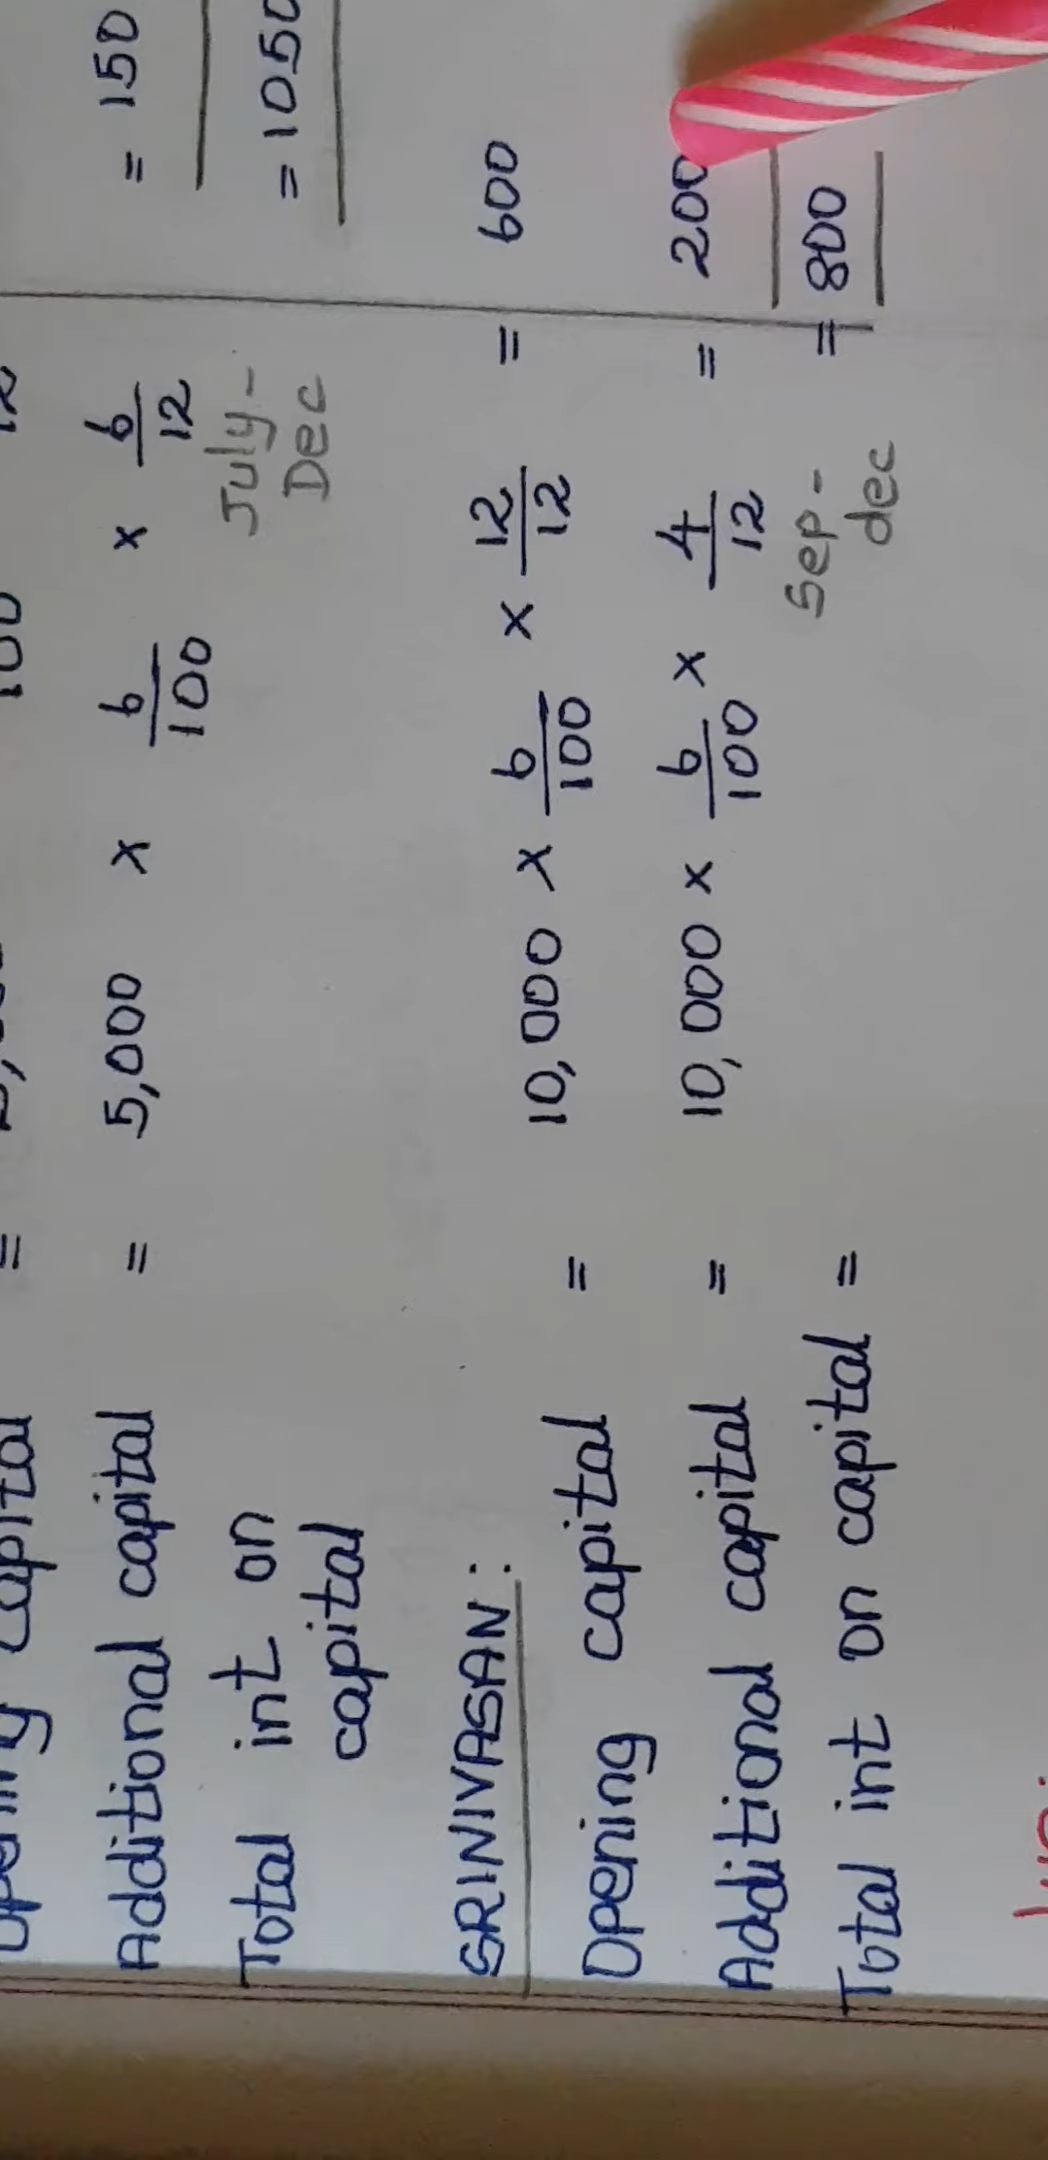 capital =
Additional capital = 5,000 × 6/100 × 6/12 = 150
July - Dec
Total int on capital = 1050
SRINIVASAN:
Opening capital = 10,000 × 6/100 × 12/12 = 600
Additional capital = 10,000 × 6/100 × 4/12 = 200
Sep - dec
Total int on capital = = 800